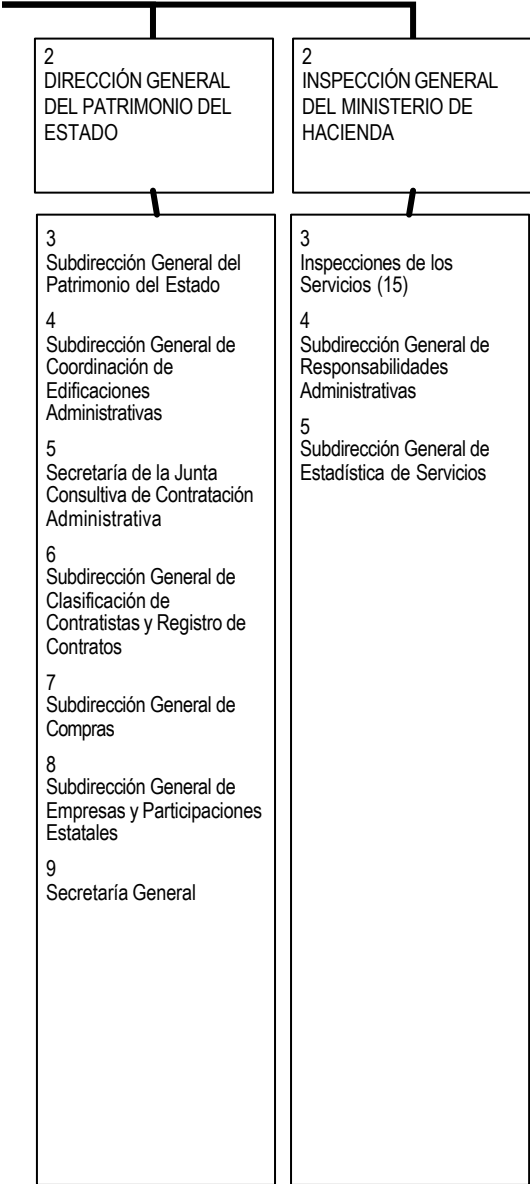 2
DIRECCIÓN GENERAL
DEL PATRIMONIO DEL
ESTADO
3
Subdirección General del
Patrimonio del Estado
4
Subdirección General de
Coordinación de
Edificaciones
Administrativas
5
Secretaría de la Junta
Consultiva de Contratación
Administrativa
6
Subdirección General de
Clasificación de
Contratistas y Registro de
Contratos
7
Subdirección General de
Compras
8
Subdirección General de
Empresas y Participaciones
Estatales
9
Secretaría General
2
INSPECCIÓN GENERAL
DEL MINISTERIO DE
HACIENDA
3
Inspecciones de los
Servicios (15)
4
Subdirección General de
Responsabilidades
Administrativas
5
Subdirección General de
Estadística de Servicios